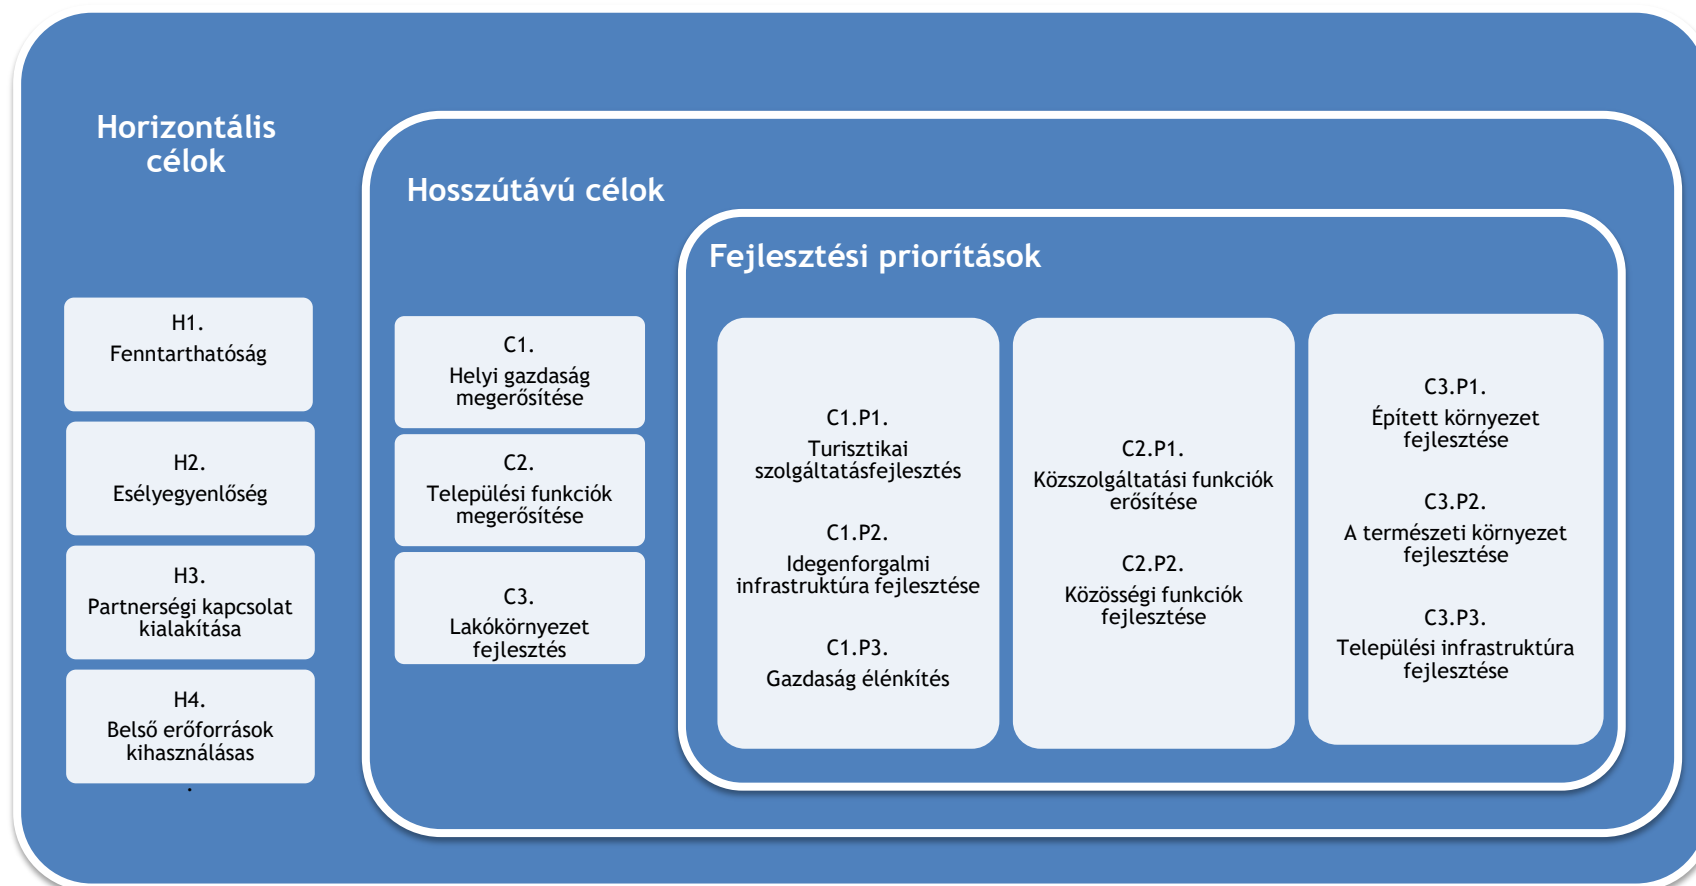 Horizontális
célok
H1.
Fenntarthatóság
H2.
Esélyegyenlőség
H3.
Partnerségi kapcsolat
kialakítása
H4.
Belső erőforrások
kihasználásas
.
Hosszútávú célok
C1.
Helyi gazdaság
megerősítése
C2.
Települési funkciók
megerősítése
C3.
Lakókörnyezet
fejlesztés
Fejlesztési priorítások
C1.P1.
Turisztikai
szolgáltatásfejlesztés
C1.P2.
Idegenforgalmi
infrastruktúra fejlesztése
C1.P3.
Gazdaság élénkítés
C2.P1.
Közszolgáltatási funkciók
erősítése
C2.P2.
Közösségi funkciók
fejlesztése
C3.P1.
Épített környezet
fejlesztése
C3.P2.
A természeti környezet
fejlesztése
C3.P3.
Települési infrastruktúra
fejlesztése